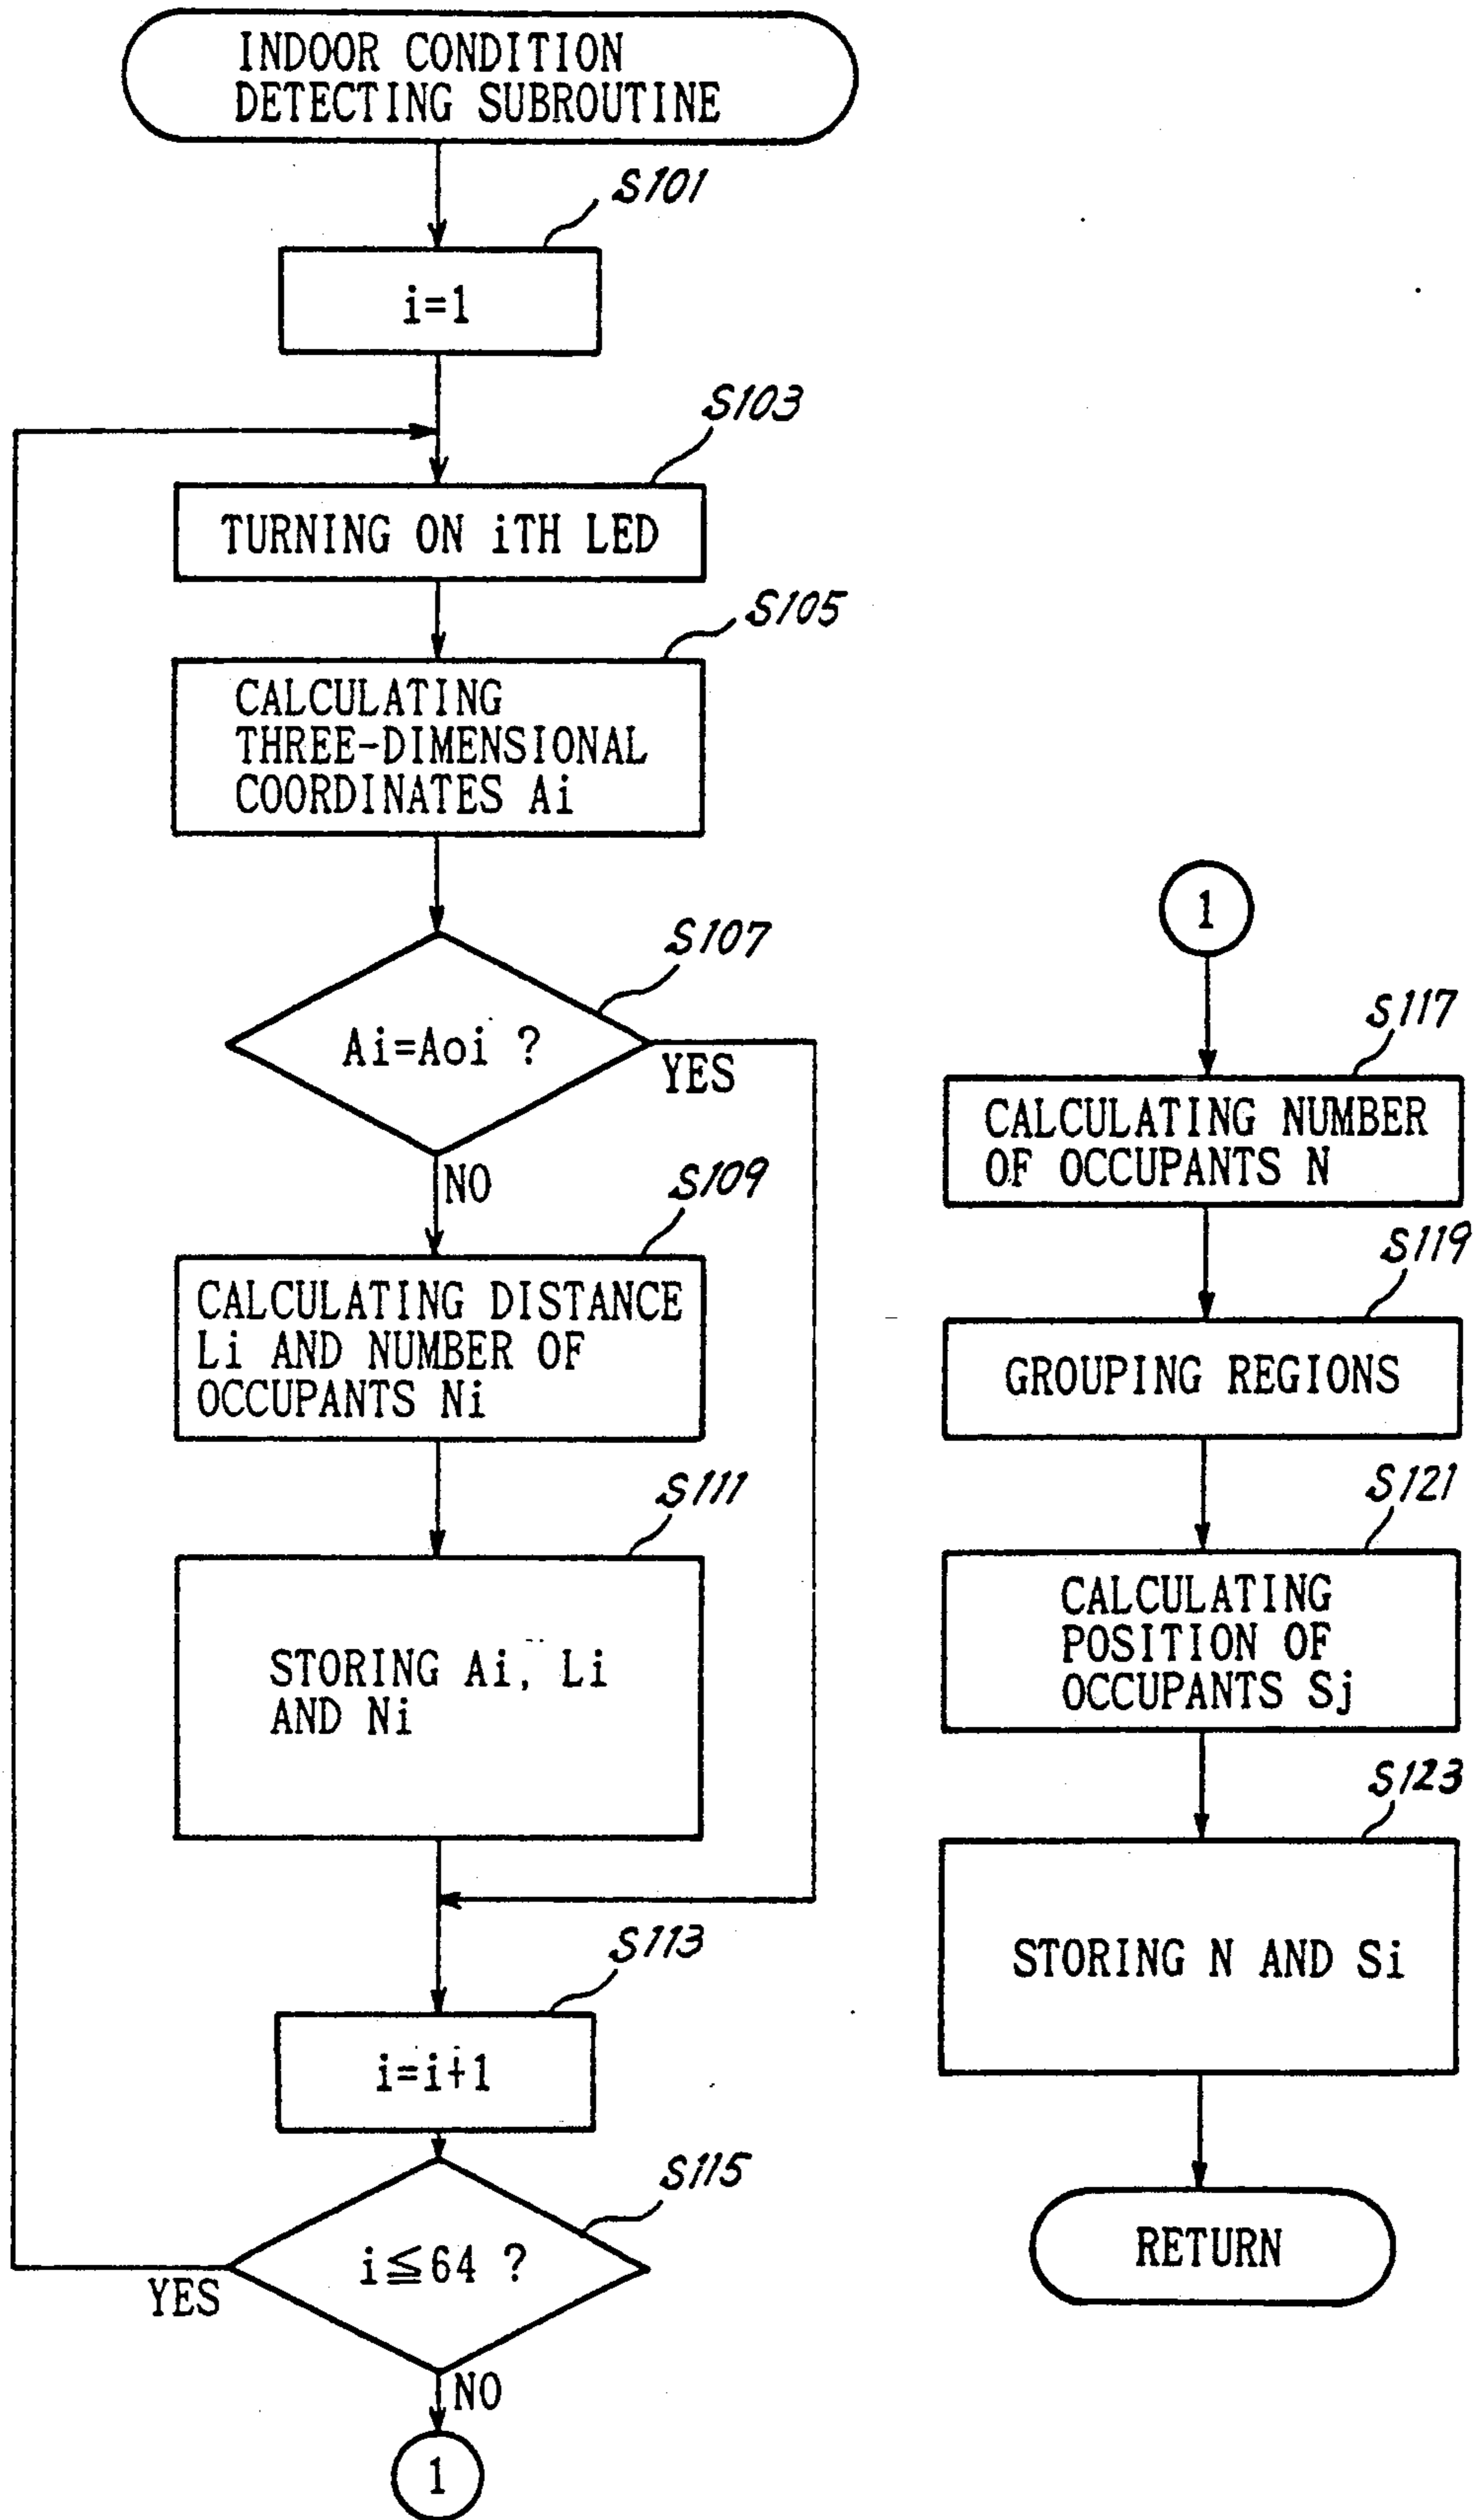 INDOOR CONDITION
DETECTING SUBROUTINE
S101
i=1
S103
TURNING ON iTH LED
S105
CALCULATING
THREE-DIMENSIONAL
COORDINATES Ai
S107
Ai=Aoi ?
YES
NO
S109
CALCULATING DISTANCE
Li AND NUMBER OF
OCCUPANTS Ni
S111
STORING Ai, Li
AND Ni
S113
i=i+1
S115
i≦64 ?
YES
NO
1
1
S117
CALCULATING NUMBER
OF OCCUPANTS N
S119
GROUPING REGIONS
S121
CALCULATING
POSITION OF
OCCUPANTS Sj
S123
STORING N AND Si
RETURN